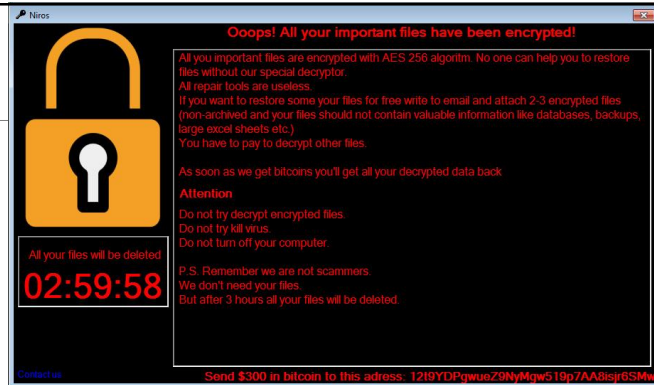 Niros
Ooops! All your important files have been encrypted!
All you important files are encrypted with AES 256 algoritm. No one can help you to restore
files without our special decryptor.
All repair tools are useless.
If you want to restore some your files for free write to email and attach 2-3 encrypted files
(non-archived and your files should not contain valuable information like databases, backups,
large excel sheets etc.)
You have to pay to decrypt other files.
As soon as we get bitcoins you'll get all your decrypted data back
Attention
Do not try decrypt encrypted files.
Do not try kill virus.
Do not turn off your computer.
P.S. Remember we are not scammers.
We don't need your files.
But after 3 hours all your files will be deleted.
All your files will be deleted
02:59:58
Contact us
Send $300 in bitcoin to this adress: